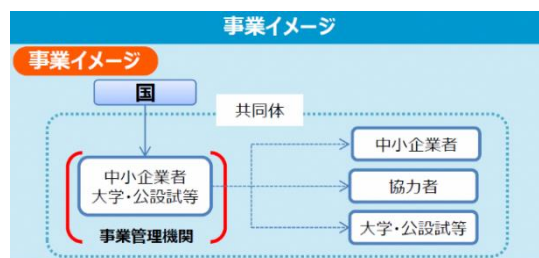 事業イメージ
事業イメージ
国
共同体
中小企業者
大学・公設試等
事業管理機関
中小企業者
協力者
大学・公設試等